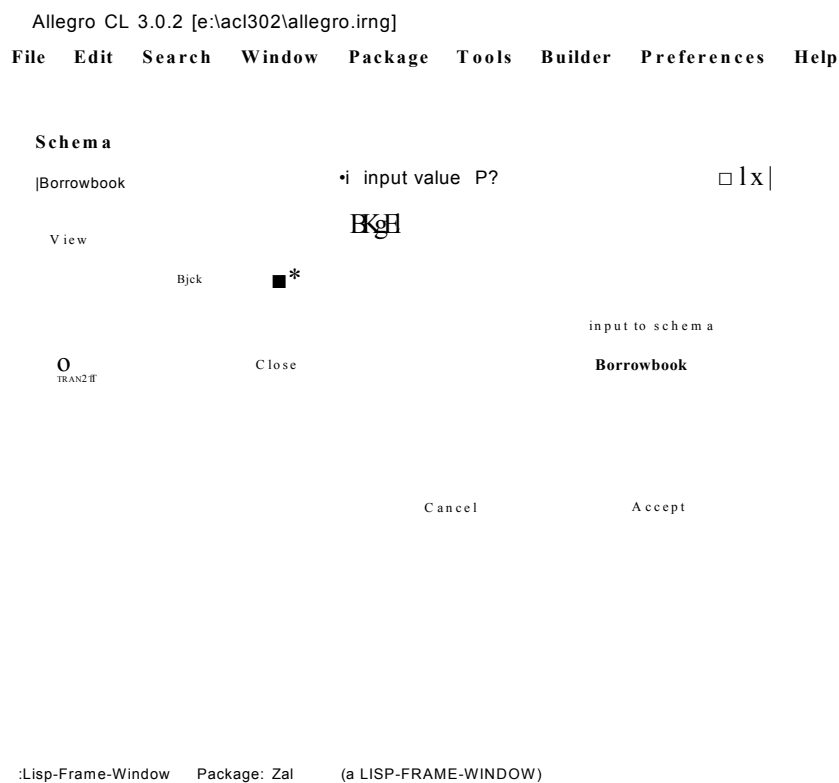 Allegro CL 3.0.2 [e:\acl302\allegro.irng]
File Edit Search Window Package Tools Builder Preferences Help
Schema
|Borrowbook
•i input value P?
□ l x |
View
Bjck ■*
input to schema
O Close Borrowbook
Cancel Accept
:Lisp-Frame-Window Package: Zal (a LISP-FRAME-WINDOW)